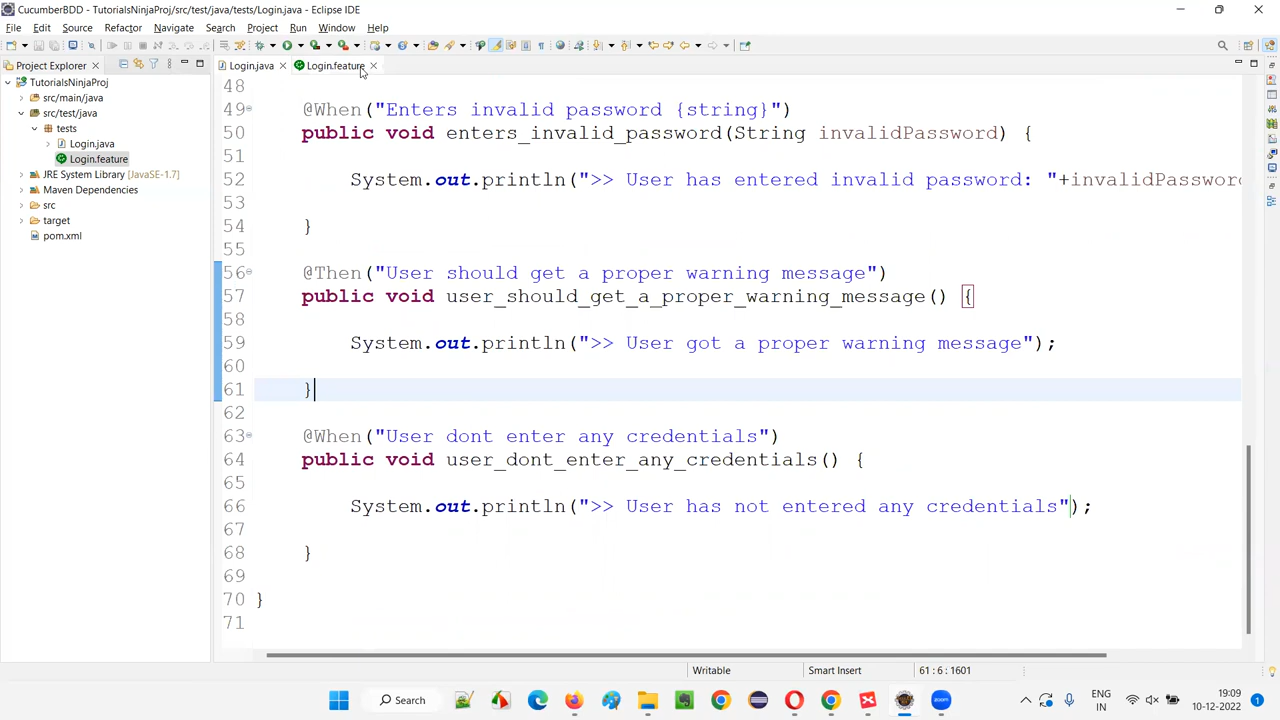 CucumberBDD - TutorialsNinjaProj/src/test/java/tests/Login.java - Eclipse IDE
File Edit Source Refactor Navigate Search Project Run Window Help
Project Explorer
Login.java
Login.feature
TutorialsNinjaProj
src/main/java
src/test/java
tests
Login.java
Login.feature
JRE System Library [JavaSE-1.7]
Maven Dependencies
src
target
pom.xml
48
49 @When("Enters invalid password {string}")
50 public void enters_invalid_password(String invalidPassword) {
51
52 System.out.println(">> User has entered invalid password: "+invalidPassword
53
54 }
55
56 @Then("User should get a proper warning message")
57 public void user_should_get_a_proper_warning_message() {
58
59 System.out.println(">> User got a proper warning message");
60
61 }
62
63 @When("User dont enter any credentials")
64 public void user_dont_enter_any_credentials() {
65
66 System.out.println(">> User has not entered any credentials");
67
68 }
69
70 }
71
Writable Smart Insert 61 : 6 : 1601
Search
ENG
IN
19:09
10-12-2022
1